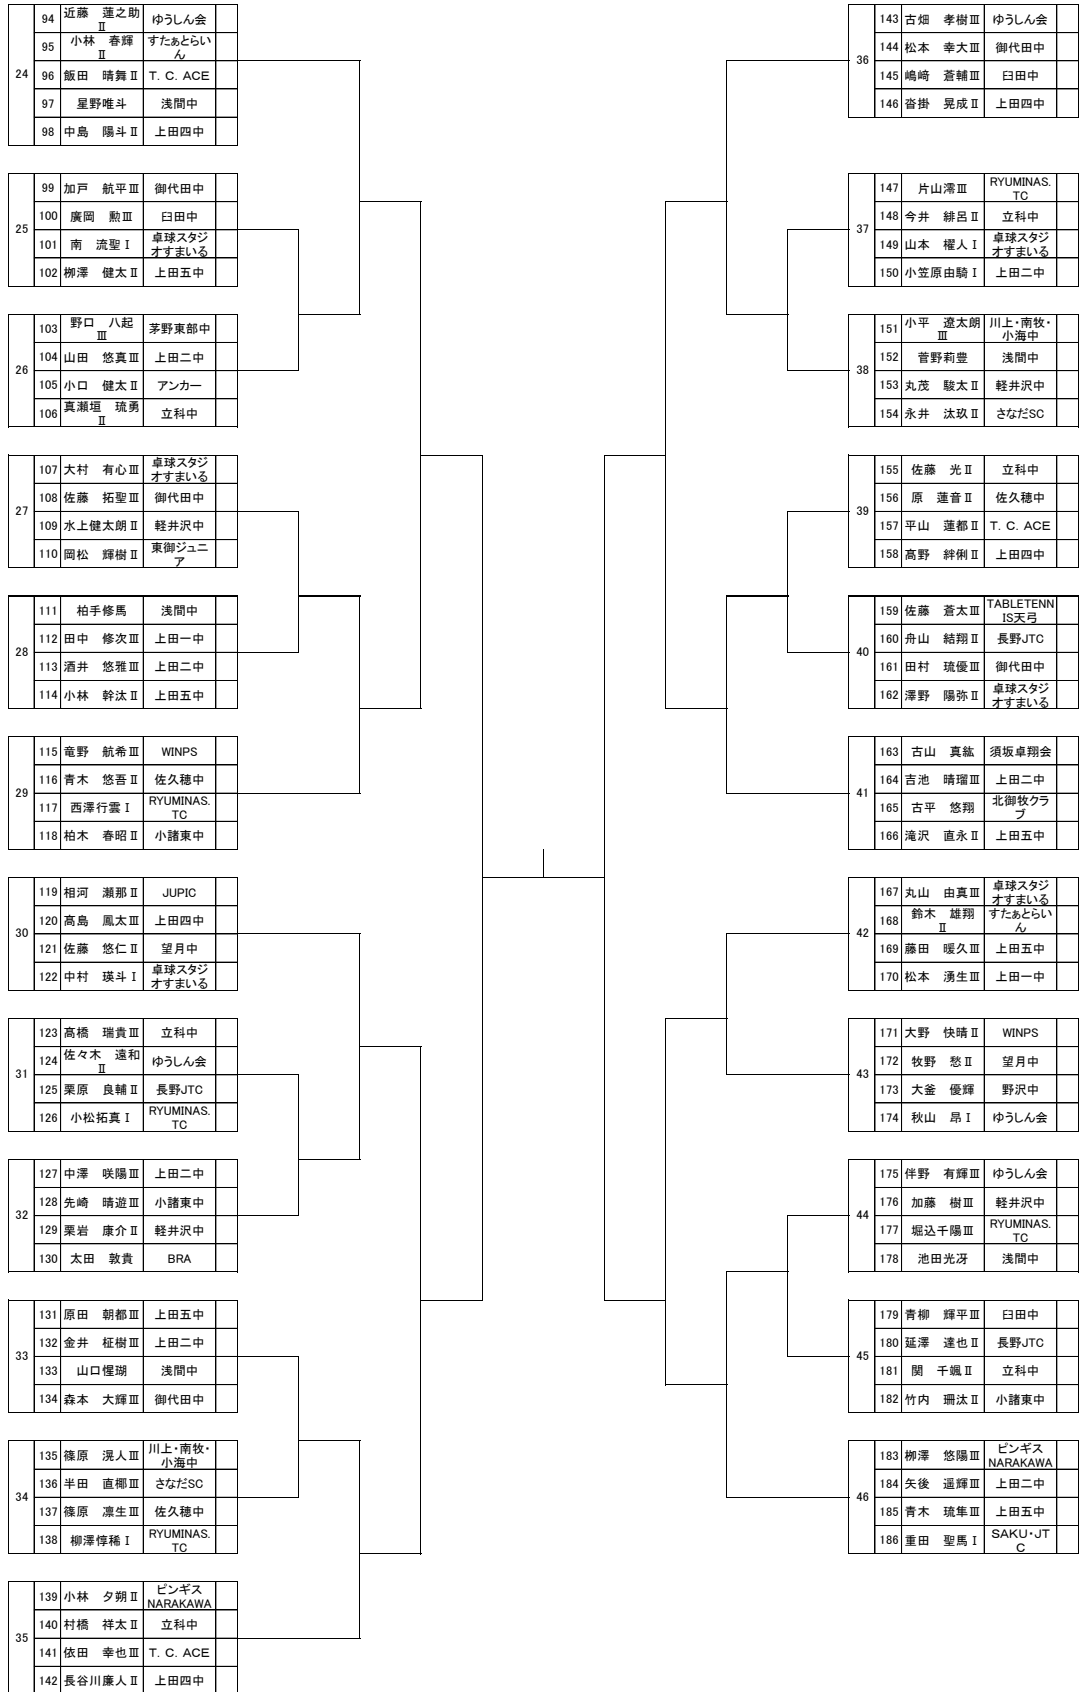 24
94 近藤 蓮之助Ⅱ ゆうしん会
95 小林 春輝Ⅱ すたぁとらいん
96 飯田 晴舞Ⅱ T. C. ACE
97 星野唯斗 浅間中
98 中島 陽斗Ⅱ 上田四中
25
99 加戸 航平Ⅲ 御代田中
100 廣岡 勲Ⅲ 臼田中
101 南 流聖Ⅰ 卓球スタジオすまいる
102 栁澤 健太Ⅱ 上田五中
26
103 野口 八起Ⅲ 茅野東部中
104 山田 悠真Ⅲ 上田二中
105 小口 健太Ⅱ アンカー
106 真瀬垣 琉勇Ⅱ 立科中
27
107 大村 有心Ⅲ 卓球スタジオすまいる
108 佐藤 拓聖Ⅲ 御代田中
109 水上健太朗Ⅱ 軽井沢中
110 岡松 輝樹Ⅱ 東御ジュニア
28
111 柏手修馬 浅間中
112 田中 修次Ⅲ 上田一中
113 酒井 悠雅Ⅲ 上田二中
114 小林 幹汰Ⅱ 上田五中
29
115 竜野 航希Ⅲ WINPS
116 青木 悠吾Ⅱ 佐久穂中
117 西澤行雲Ⅰ RYUMINAS.TC
118 柏木 春昭Ⅱ 小諸東中
30
119 相河 瀬那Ⅱ JUPIC
120 髙島 鳳太Ⅲ 上田四中
121 佐藤 悠仁Ⅱ 望月中
122 中村 瑛斗Ⅰ 卓球スタジオすまいる
31
123 髙橋 瑞貴Ⅲ 立科中
124 佐々木 遠和Ⅱ ゆうしん会
125 栗原 良輔Ⅱ 長野JTC
126 小松拓真Ⅰ RYUMINAS.TC
32
127 中澤 咲陽Ⅲ 上田二中
128 先崎 晴遊Ⅲ 小諸東中
129 栗岩 康介Ⅱ 軽井沢中
130 太田 敦貴 BRA
33
131 原田 朝都Ⅲ 上田五中
132 金井 柾樹Ⅲ 上田二中
133 山口惺瑚 浅間中
134 森本 大輝Ⅲ 御代田中
34
135 篠原 滉人Ⅲ 川上・南牧・小海中
136 半田 直椰Ⅲ さなだSC
137 篠原 凛生Ⅲ 佐久穂中
138 柳澤惇稀Ⅰ RYUMINAS.TC
35
139 小林 夕朔Ⅱ ピンギスNARAKAWA
140 村橋 祥太Ⅱ 立科中
141 依田 幸也Ⅲ T. C. ACE
142 長谷川廉人Ⅱ 上田四中
36
143 古畑 孝樹Ⅲ ゆうしん会
144 松本 幸大Ⅲ 御代田中
145 嶋﨑 蒼輔Ⅲ 臼田中
146 沓掛 晃成Ⅱ 上田四中
37
147 片山澪Ⅲ RYUMINAS.TC
148 今井 緋呂Ⅱ 立科中
149 山本 櫂人Ⅰ 卓球スタジオすまいる
150 小笠原由騎Ⅰ 上田二中
38
151 小平 遼太朗Ⅲ 川上・南牧・小海中
152 菅野莉豊 浅間中
153 丸茂 駿太Ⅱ 軽井沢中
154 永井 汰玖Ⅱ さなだSC
39
155 佐藤 光Ⅱ 立科中
156 原 蓮音Ⅱ 佐久穂中
157 平山 蓮都Ⅱ T. C. ACE
158 髙野 絆俐Ⅱ 上田四中
40
159 佐藤 蒼太Ⅲ TABLETENNIS天弓
160 舟山 結翔Ⅱ 長野JTC
161 田村 琉優Ⅲ 御代田中
162 澤野 陽弥Ⅱ 卓球スタジオすまいる
41
163 古山 真紘 須坂卓翔会
164 吉池 晴瑠Ⅲ 上田二中
165 古平 悠翔 北御牧クラブ
166 滝沢 直永Ⅱ 上田五中
42
167 丸山 由真Ⅲ 卓球スタジオすまいる
168 鈴木 雄翔Ⅱ すたぁとらいん
169 藤田 暖久Ⅲ 上田五中
170 松本 湧生Ⅲ 上田一中
43
171 大野 快晴Ⅱ WINPS
172 牧野 愁Ⅱ 望月中
173 大釜 優輝 野沢中
174 秋山 昂Ⅰ ゆうしん会
44
175 伴野 有輝Ⅲ ゆうしん会
176 加藤 樹Ⅲ 軽井沢中
177 堀込千陽Ⅲ RYUMINAS.TC
178 池田光冴 浅間中
45
179 青柳 輝平Ⅲ 臼田中
180 延澤 達也Ⅱ 長野JTC
181 関 千颯Ⅱ 立科中
182 竹内 珊汰Ⅱ 小諸東中
46
183 栁澤 悠陽Ⅲ ピンギスNARAKAWA
184 矢後 遥輝Ⅲ 上田二中
185 青木 琉隼Ⅲ 上田五中
186 重田 聖馬Ⅰ SAKU・JTC